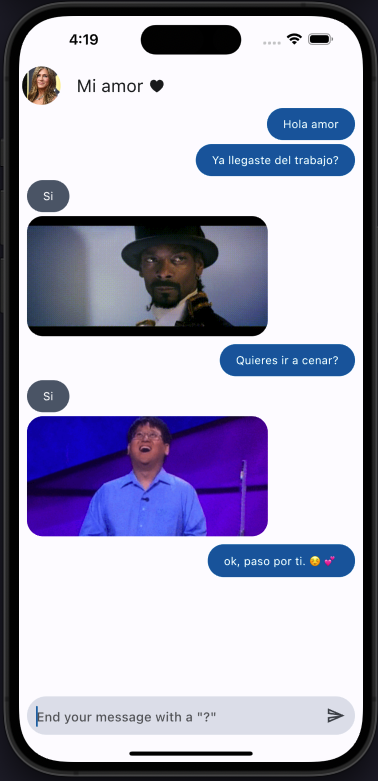 4:19
Mi amor ♥
Hola amor
Ya llegaste del trabajo?
Si
Quieres ir a cenar?
Si
ok, paso por ti. ☺️ 💕
End your message with a "?"